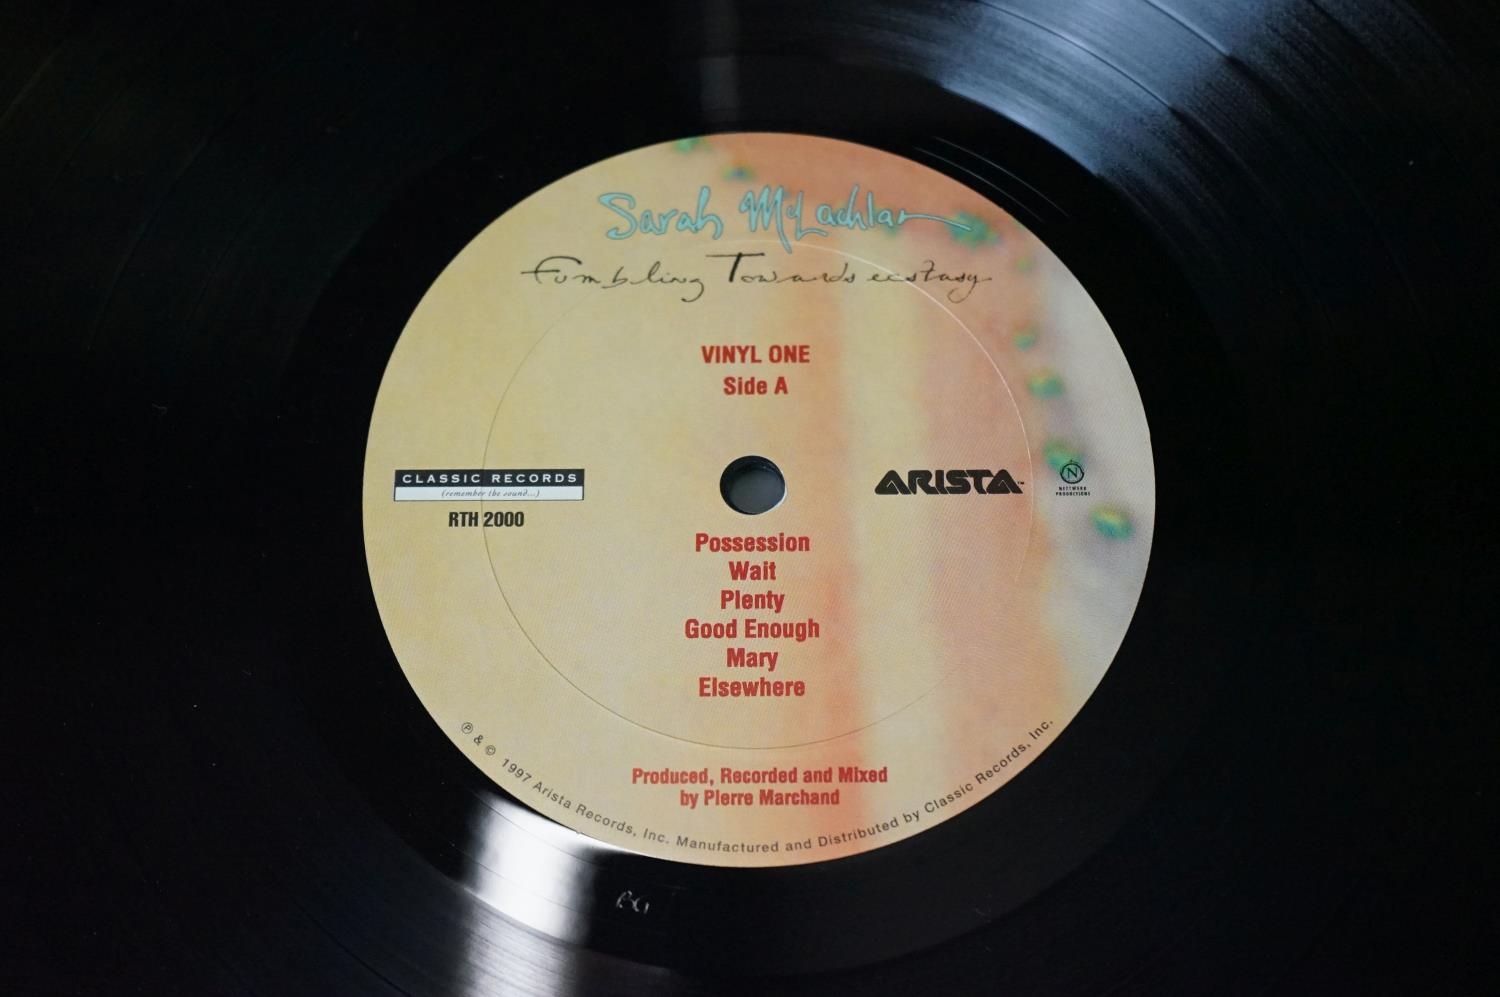 Sarah McLachlan
Fumbling Towards ecstasy
VINYL ONE
Side A
CLASSIC RECORDS
(remember the sound...)
RTH 2000
ARISTA™
N
NETTWERK
PRODUCTIONS
Possession
Wait
Plenty
Good Enough
Mary
Elsewhere
Produced, Recorded and Mixed
by Pierre Marchand
℗ & © 1997 Arista Records, Inc. Manufactured and Distributed by Classic Records, Inc.
BG